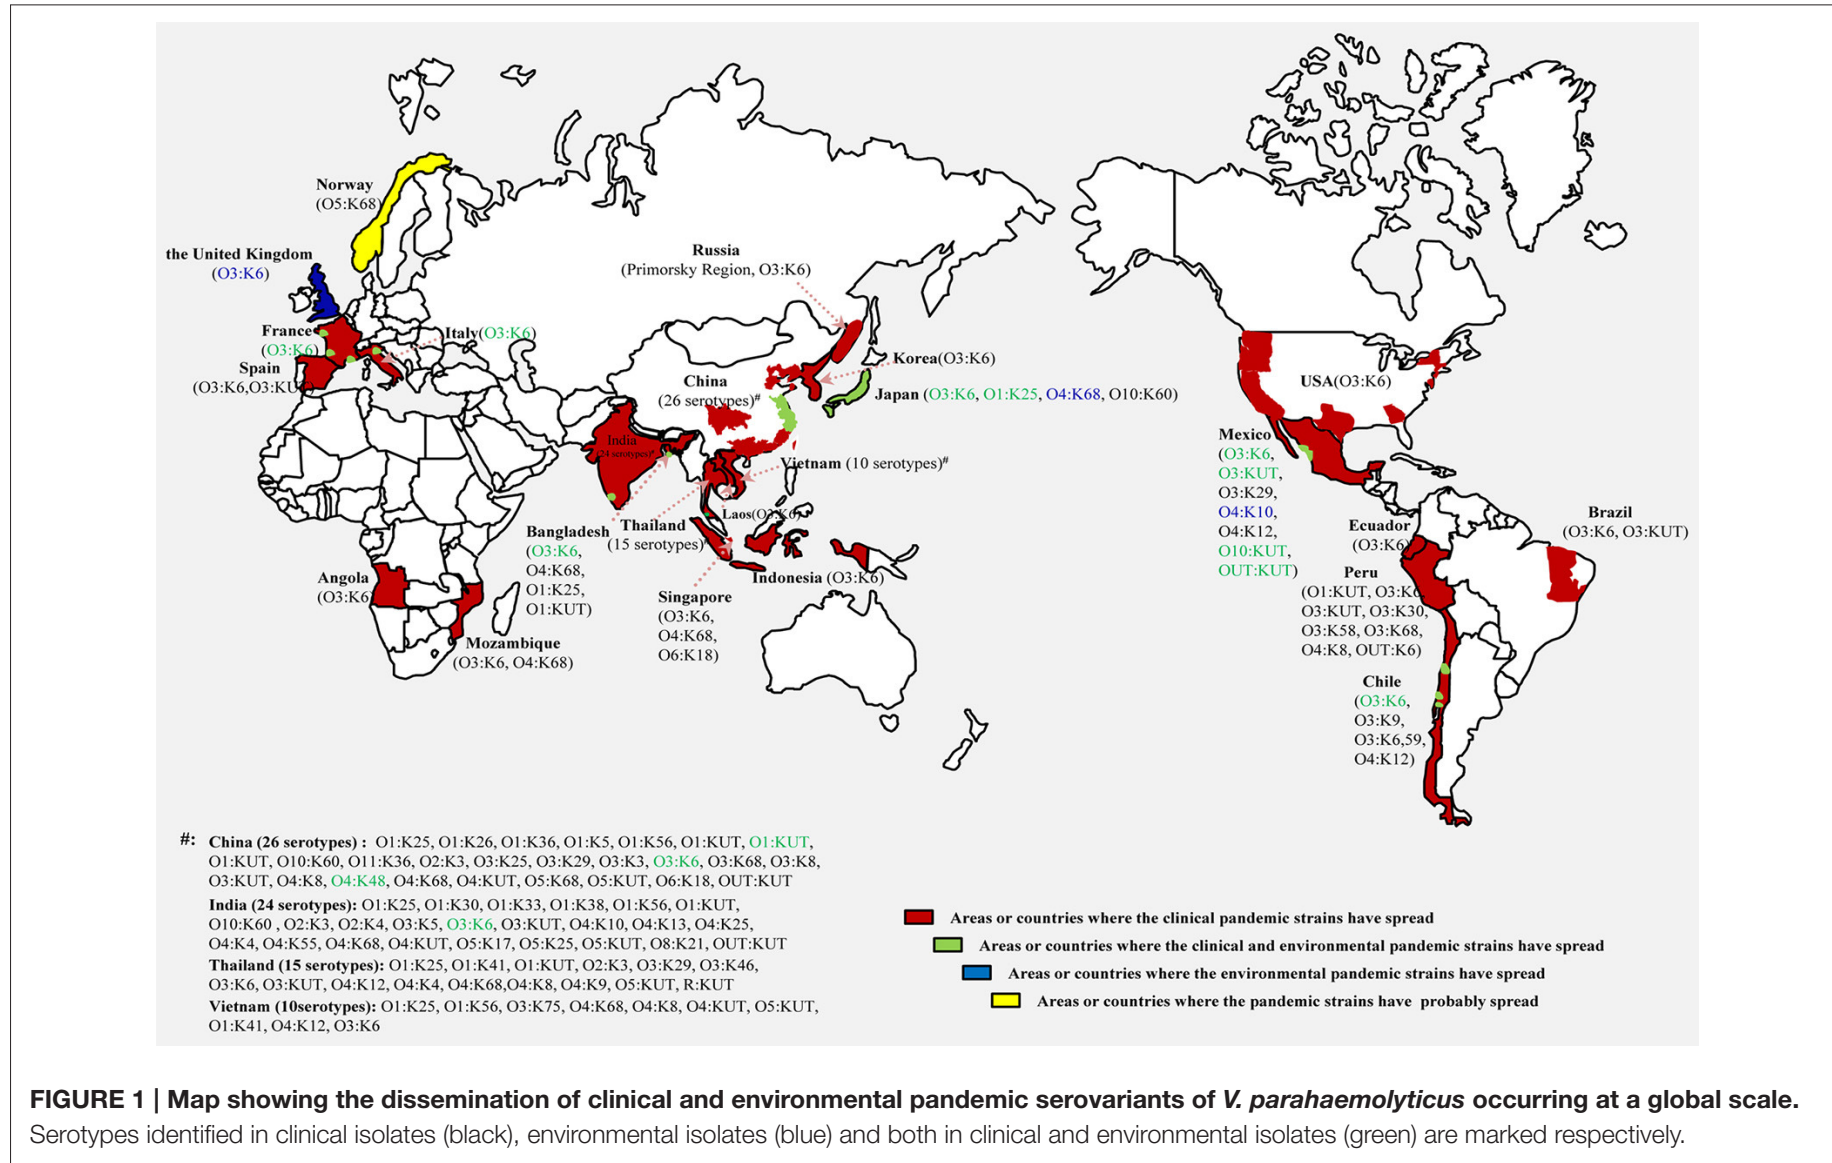 Norway
(O5:K68)
the United Kingdom
(O3:K6)
France
(O3:K6)
Italy(O3:K6)
Spain
(O3:K6,O3:KUT)
Russia
(Primorsky Region, O3:K6)
Korea(O3:K6)
China
(26 serotypes)#
Japan (O3:K6, O1:K25, O4:K68, O10:K60)
India
(24 serotypes)#
Vietnam (10 serotypes)#
Laos(O3:K6)
Thailand
(15 serotypes)#
Bangladesh
(O3:K6,
O4:K68,
O1:K25,
O1:KUT)
Indonesia (O3:K6)
Singapore
(O3:K6,
O4:K68,
O6:K18)
Angola
(O3:K6)
Mozambique
(O3:K6, O4:K68)
USA(O3:K6)
Mexico
(O3:K6,
O3:KUT,
O3:K29,
O4:K10,
O4:K12,
O10:KUT,
OUT:KUT)
Ecuador
(O3:K6)
Brazil
(O3:K6, O3:KUT)
Peru
(O1:KUT, O3:K6,
O3:KUT, O3:K30,
O3:K58, O3:K68,
O4:K8, OUT:K6)
Chile
(O3:K6,
O3:K9,
O3:K6,59,
O4:K12)
#: China (26 serotypes) : O1:K25, O1:K26, O1:K36, O1:K5, O1:K56, O1:KUT, O1:KUT,
O1:KUT, O10:K60, O11:K36, O2:K3, O3:K25, O3:K29, O3:K3, O3:K6, O3:K68, O3:K8,
O3:KUT, O4:K8, O4:K48, O4:K68, O4:KUT, O5:K68, O5:KUT, O6:K18, OUT:KUT
India (24 serotypes): O1:K25, O1:K30, O1:K33, O1:K38, O1:K56, O1:KUT,
O10:K60 , O2:K3, O2:K4, O3:K5, O3:K6, O3:KUT, O4:K10, O4:K13, O4:K25,
O4:K4, O4:K55, O4:K68, O4:KUT, O5:K17, O5:K25, O5:KUT, O8:K21, OUT:KUT
Thailand (15 serotypes): O1:K25, O1:K41, O1:KUT, O2:K3, O3:K29, O3:K46,
O3:K6, O3:KUT, O4:K12, O4:K4, O4:K68,O4:K8, O4:K9, O5:KUT, R:KUT
Vietnam (10serotypes): O1:K25, O1:K56, O3:K75, O4:K68, O4:K8, O4:KUT, O5:KUT,
O1:K41, O4:K12, O3:K6
Areas or countries where the clinical pandemic strains have spread
Areas or countries where the clinical and environmental pandemic strains have spread
Areas or countries where the environmental pandemic strains have spread
Areas or countries where the pandemic strains have probably spread
FIGURE 1 | Map showing the dissemination of clinical and environmental pandemic serovariants of V. parahaemolyticus occurring at a global scale.
Serotypes identified in clinical isolates (black), environmental isolates (blue) and both in clinical and environmental isolates (green) are marked respectively.